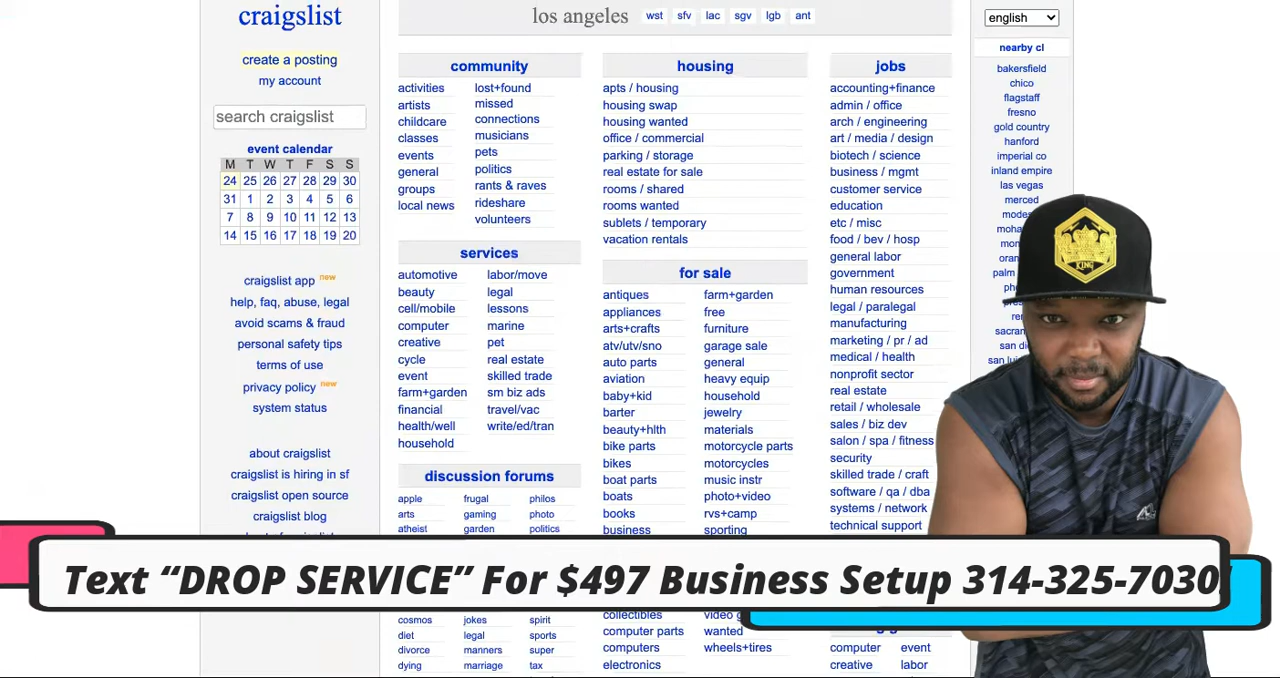 craigslist
create a posting
my account
search craigslist
event calendar
M T W T F S S
24 25 26 27 28 29 30
31 1 2 3 4 5 6
7 8 9 10 11 12 13
14 15 16 17 18 19 20
craigslist app new
help, faq, abuse, legal
avoid scams & fraud
personal safety tips
terms of use
privacy policy new
system status
about craigslist
craigslist is hiring in sf
craigslist open source
craigslist blog
los angeles wst sfv lac sgv lgb ant
community
activities
artists
childcare
classes
events
general
groups
local news
lost+found
missed
connections
musicians
pets
politics
rants & raves
rideshare
volunteers
services
automotive
beauty
cell/mobile
computer
creative
cycle
event
farm+garden
financial
health/well
household
labor/move
legal
lessons
marine
pet
real estate
skilled trade
sm biz ads
travel/vac
write/ed/tran
discussion forums
apple
arts
atheist
frugal
gaming
garden
philos
photo
politics
cosmos
diet
divorce
dying
jokes
legal
manners
marriage
spirit
sports
super
tax
housing
apts / housing
housing swap
housing wanted
office / commercial
parking / storage
real estate for sale
rooms / shared
rooms wanted
sublets / temporary
vacation rentals
for sale
antiques
appliances
arts+crafts
atv/utv/sno
auto parts
aviation
baby+kid
barter
beauty+hlth
bike parts
bikes
boat parts
boats
books
business
collectibles
computer parts
computers
electronics
farm+garden
free
furniture
garage sale
general
heavy equip
household
jewelry
materials
motorcycle parts
motorcycles
music instr
photo+video
rvs+camp
sporting
video
wanted
wheels+tires
jobs
accounting+finance
admin / office
arch / engineering
art / media / design
biotech / science
business / mgmt
customer service
education
etc / misc
food / bev / hosp
general labor
government
human resources
legal / paralegal
manufacturing
marketing / pr / ad
medical / health
nonprofit sector
real estate
retail / wholesale
sales / biz dev
salon / spa / fitness
security
skilled trade / craft
software / qa / dba
systems / network
technical support
computer
creative
event
labor
english
nearby cl
bakersfield
chico
flagstaff
fresno
gold country
hanford
imperial co
inland empire
las vegas
merced
KING
Text “DROP SERVICE” For $497 Business Setup 314-325-7030